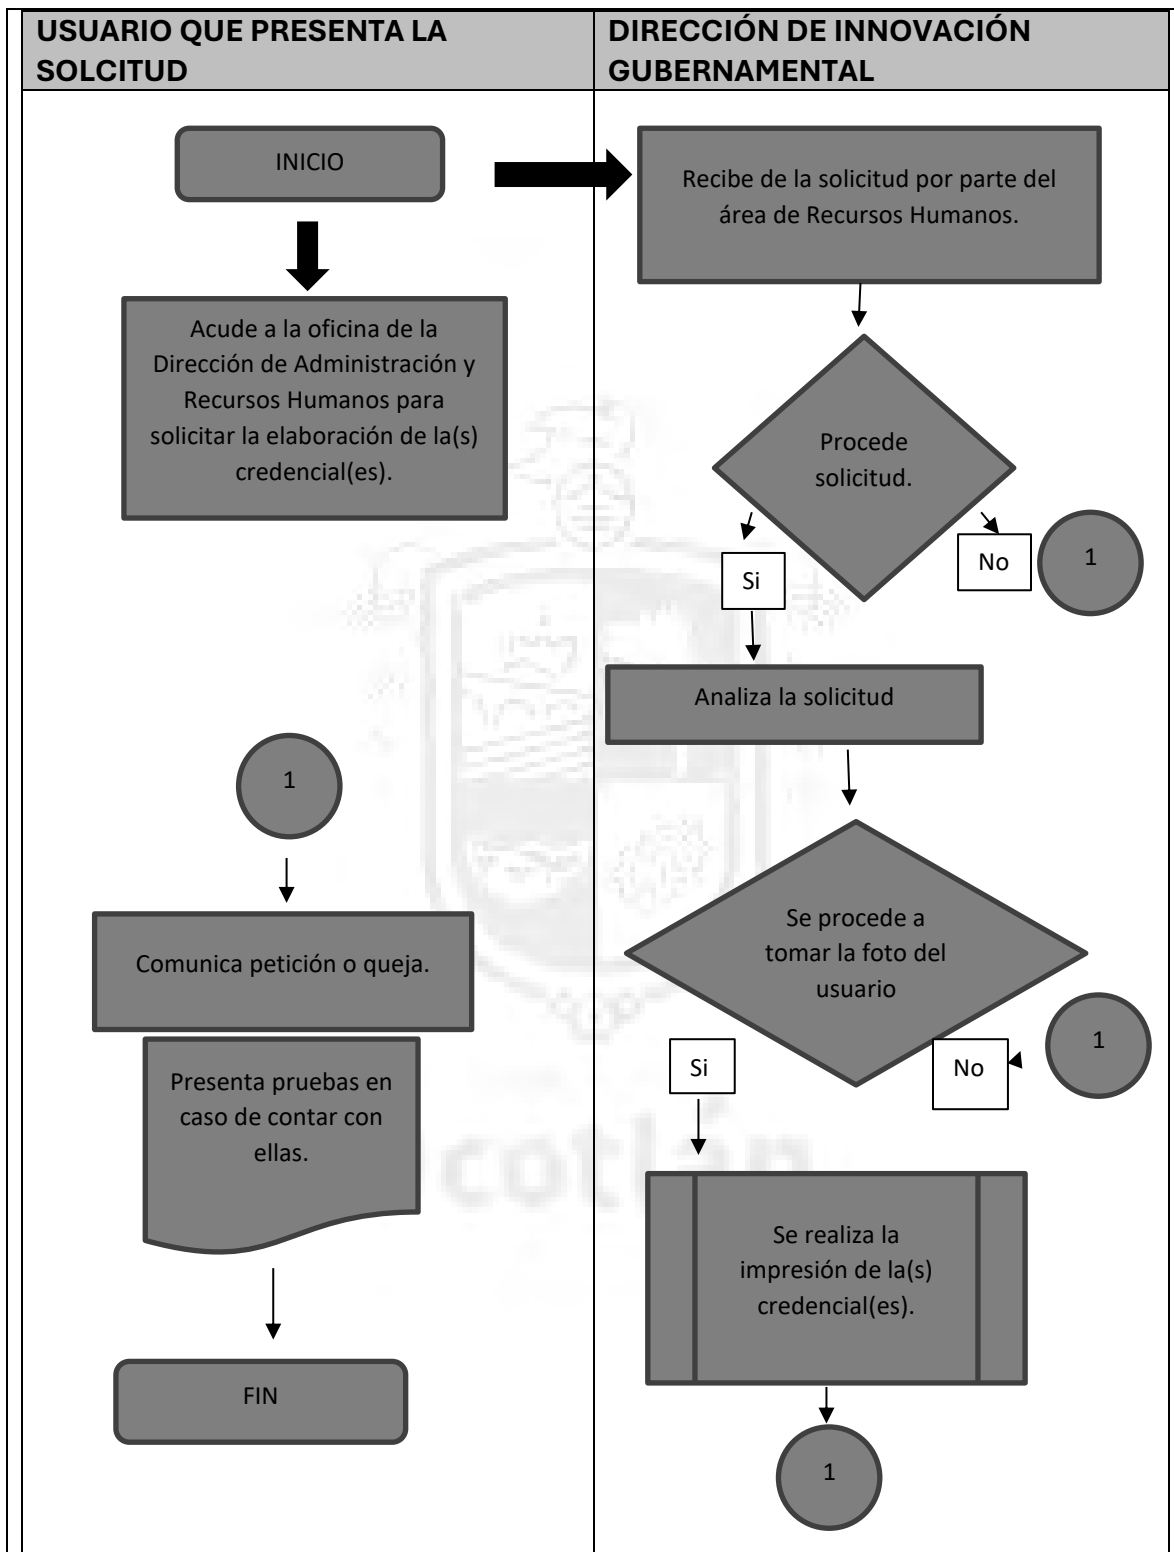 USUARIO QUE PRESENTA LA
SOLCITUD
DIRECCIÓN DE INNOVACIÓN
GUBERNAMENTAL
INICIO
Acude a la oficina de la
Dirección de Administración y
Recursos Humanos para
solicitar la elaboración de la(s)
credencial(es).
1
Comunica petición o queja.
Presenta pruebas en
caso de contar con
ellas.
FIN
Recibe de la solicitud por parte del
área de Recursos Humanos.
Procede
solicitud.
Si
No
1
Analiza la solicitud
Se procede a
tomar la foto del
usuario
Si
No
1
Se realiza la
impresión de la(s)
credencial(es).
1